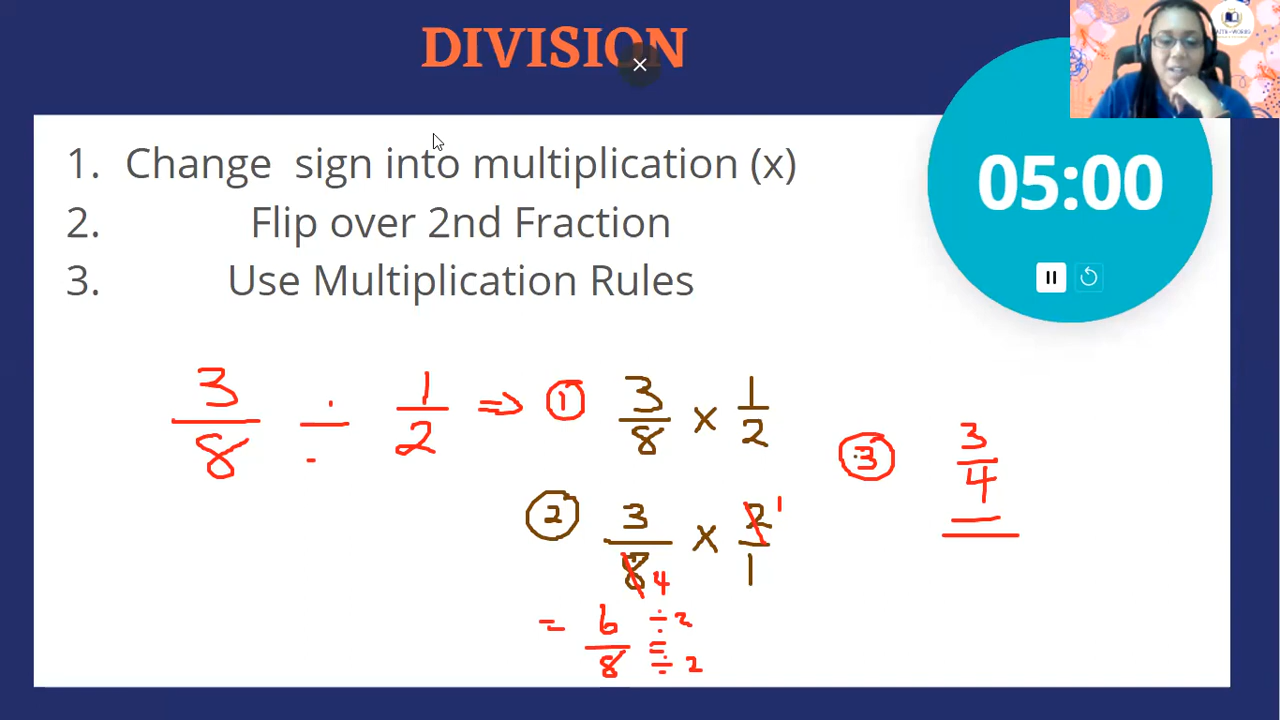 DIVISION
1. Change sign into multiplication (x)
2. Flip over 2nd Fraction
3. Use Multiplication Rules
05:00
3/8 ÷ 1/2 ⇒ ① 3/8 x 1/2
② 3/8 4 x 2/1 1
= 6/8 ÷2 = ÷2
③ 3/4